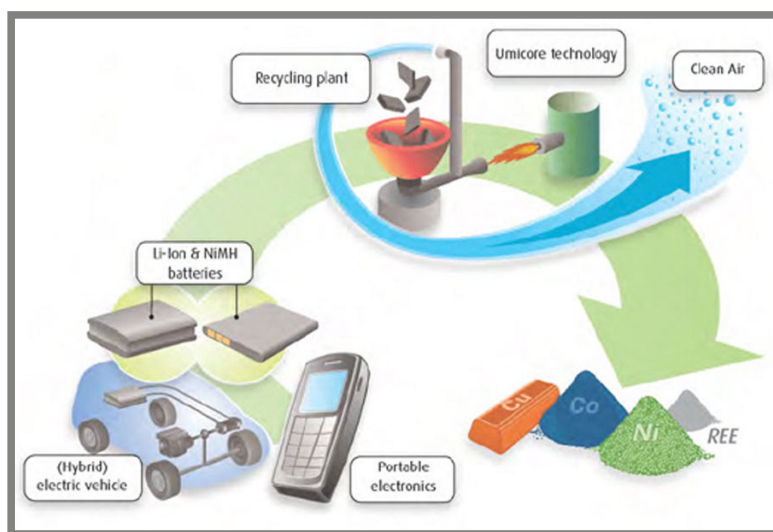 Recycling plant
Umicore technology
Clean Air
Li-Ion & NiMH
batteries
(Hybrid)
electric vehicle
Portable
electronics
Cu
Co
Ni
REE